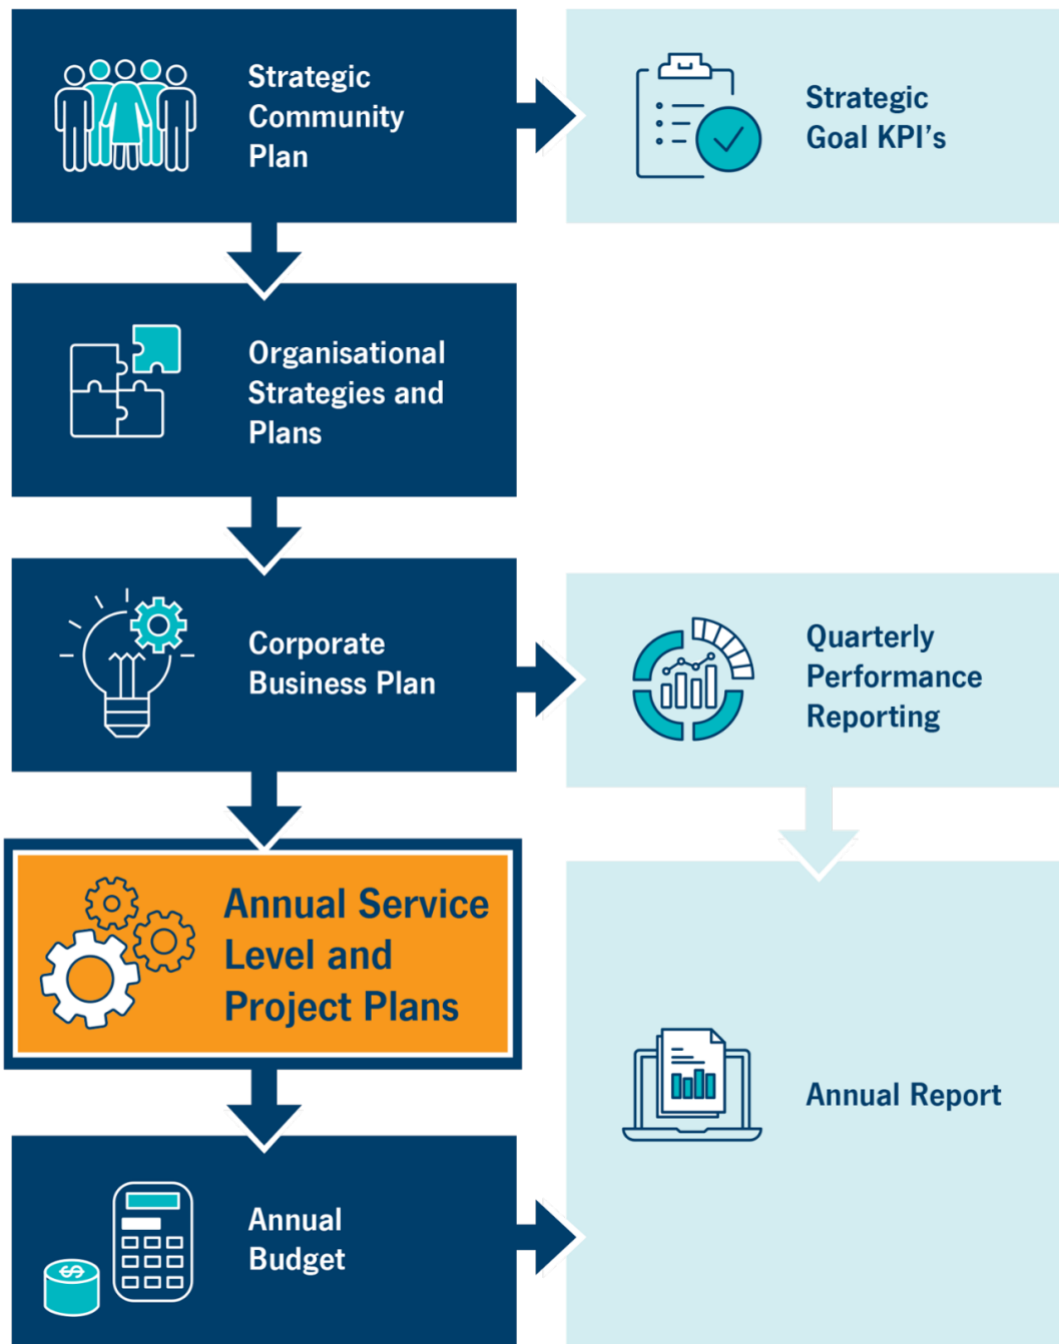 Strategic
Community
Plan
Strategic
Goal KPI's
Organisational
Strategies and
Plans
Corporate
Business Plan
Quarterly
Performance
Reporting
Annual Service
Level and
Project Plans
Annual Report
Annual
Budget
$